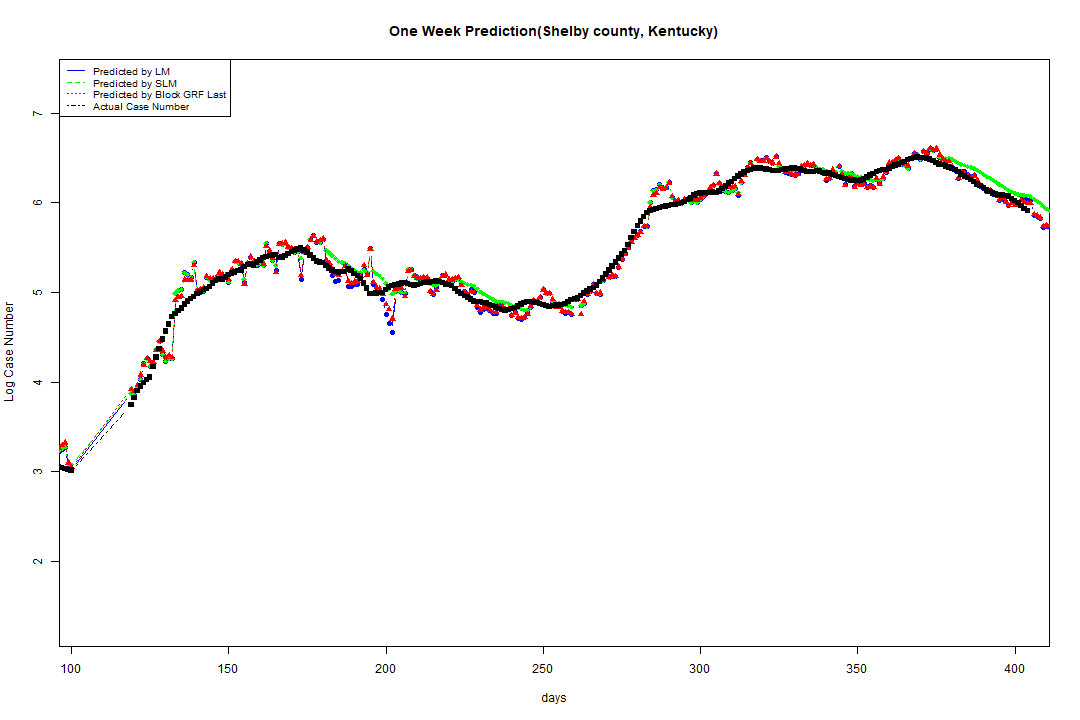 One Week Prediction(Shelby county, Kentucky)
Predicted by LM
Predicted by SLM
Predicted by Block GRF Last
Actual Case Number
Log Case Number
7
6
5
4
3
2
100 150 200 250 300 350 400
days